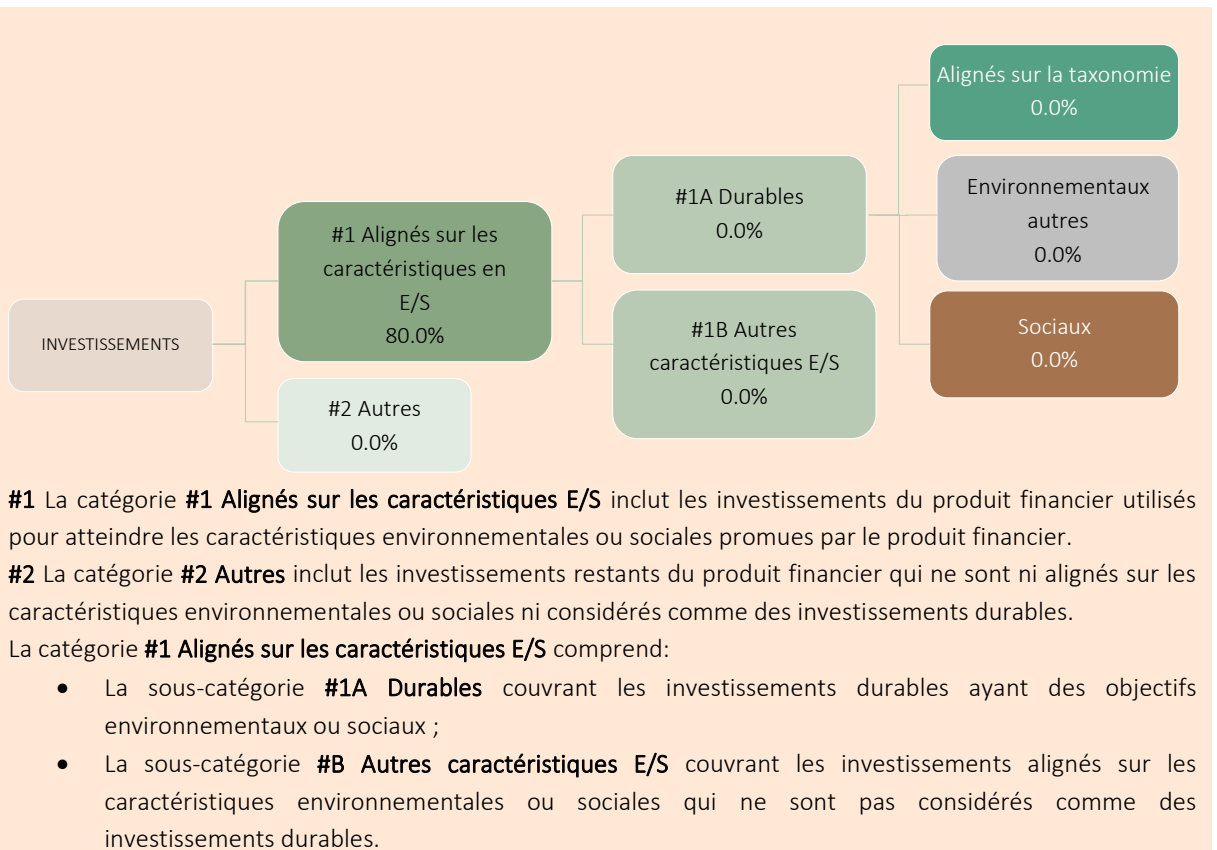 INVESTISSEMENTS
#1 Alignés sur les
caractéristiques en
E/S
80.0%
#2 Autres
0.0%
#1A Durables
0.0%
#1B Autres
caractéristiques E/S
0.0%
Alignés sur la taxonomie
0.0%
Environnementaux
autres
0.0%
Sociaux
0.0%
#1 La catégorie #1 Alignés sur les caractéristiques E/S inclut les investissements du produit financier utilisés
pour atteindre les caractéristiques environnementales ou sociales promues par le produit financier.
#2 La catégorie #2 Autres inclut les investissements restants du produit financier qui ne sont ni alignés sur les
caractéristiques environnementales ou sociales ni considérés comme des investissements durables.
La catégorie #1 Alignés sur les caractéristiques E/S comprend:
• La sous-catégorie #1A Durables couvrant les investissements durables ayant des objectifs
environnementaux ou sociaux ;
• La sous-catégorie #B Autres caractéristiques E/S couvrant les investissements alignés sur les
caractéristiques environnementales ou sociales qui ne sont pas considérés comme des
investissements durables.